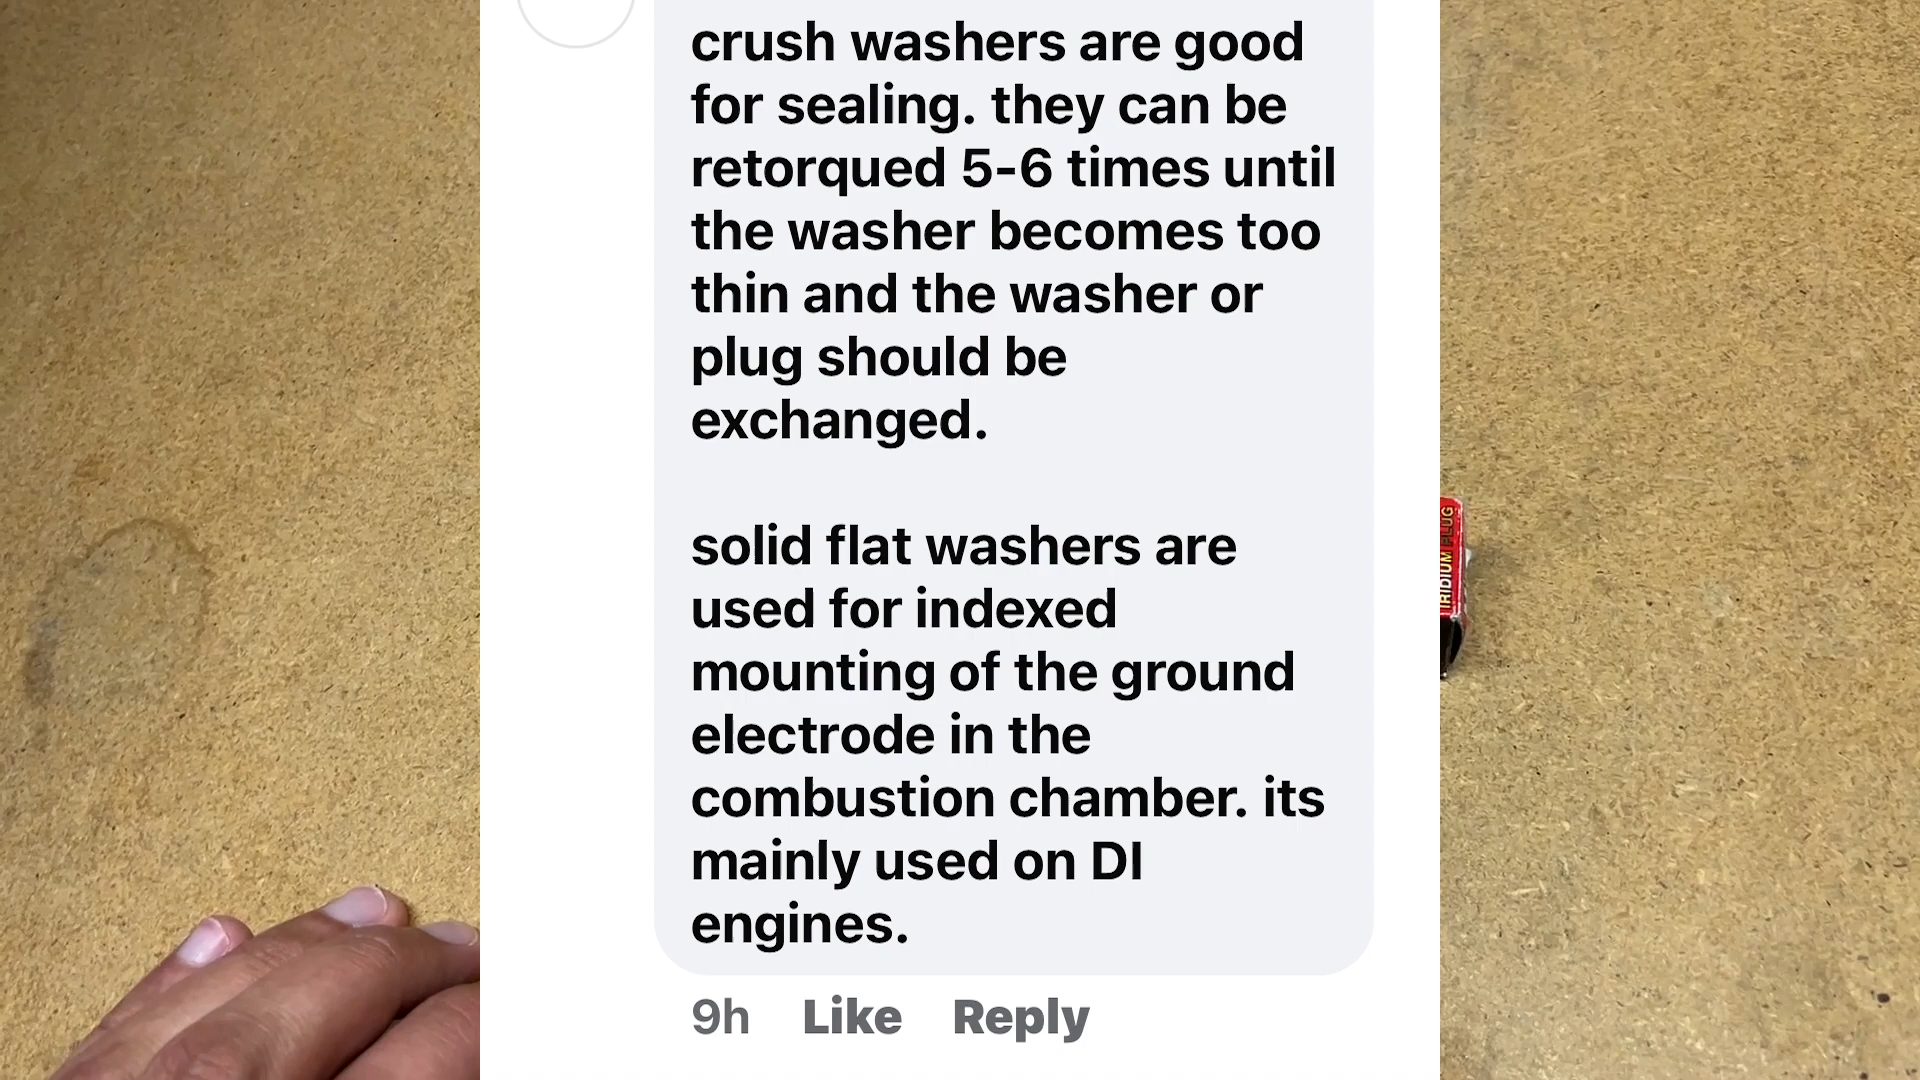 crush washers are good
for sealing. they can be
retorqued 5-6 times until
the washer becomes too
thin and the washer or
plug should be
exchanged.
solid flat washers are
used for indexed
mounting of the ground
electrode in the
combustion chamber. its
mainly used on DI
engines.
9h Like Reply
IRIDIUM PLUG